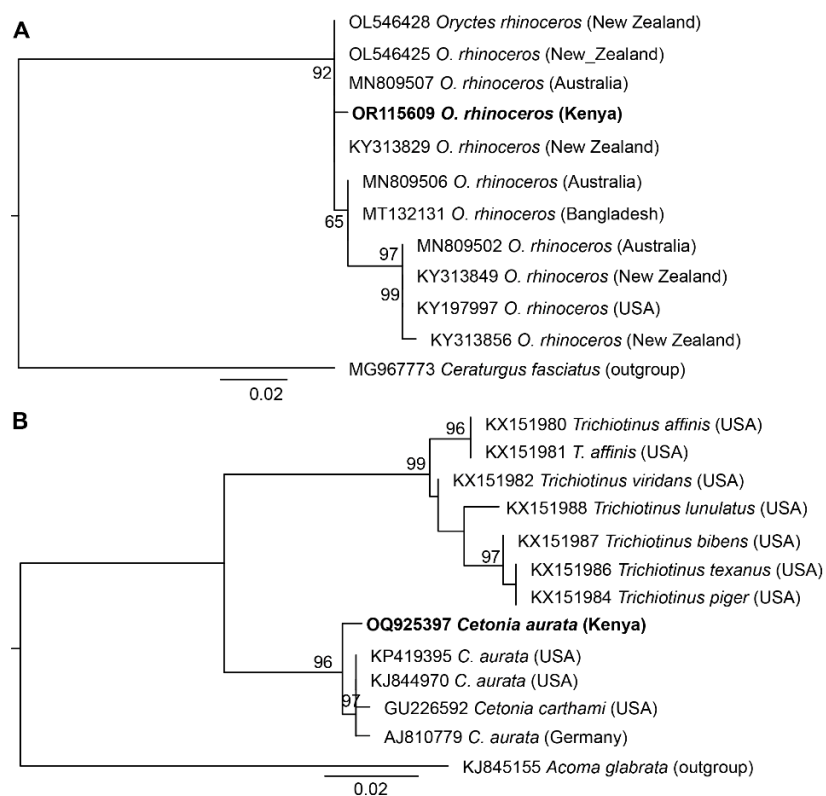 A
OL546428 Oryctes rhinoceros (New Zealand)
OL546425 O. rhinoceros (New_Zealand)
92
MN809507 O. rhinoceros (Australia)
OR115609 O. rhinoceros (Kenya)
KY313829 O. rhinoceros (New Zealand)
MN809506 O. rhinoceros (Australia)
65
MT132131 O. rhinoceros (Bangladesh)
97
MN809502 O. rhinoceros (Australia)
KY313849 O. rhinoceros (New Zealand)
99
KY197997 O. rhinoceros (USA)
KY313856 O. rhinoceros (New Zealand)
MG967773 Ceraturgus fasciatus (outgroup)
0.02
B
96
KX151980 Trichiotinus affinis (USA)
KX151981 T. affinis (USA)
99
KX151982 Trichiotinus viridans (USA)
KX151988 Trichiotinus lunulatus (USA)
97
KX151987 Trichiotinus bibens (USA)
KX151986 Trichiotinus texanus (USA)
KX151984 Trichiotinus piger (USA)
OQ925397 Cetonia aurata (Kenya)
96
KP419395 C. aurata (USA)
KJ844970 C. aurata (USA)
97
GU226592 Cetonia carthami (USA)
AJ810779 C. aurata (Germany)
KJ845155 Acoma glabrata (outgroup)
0.02